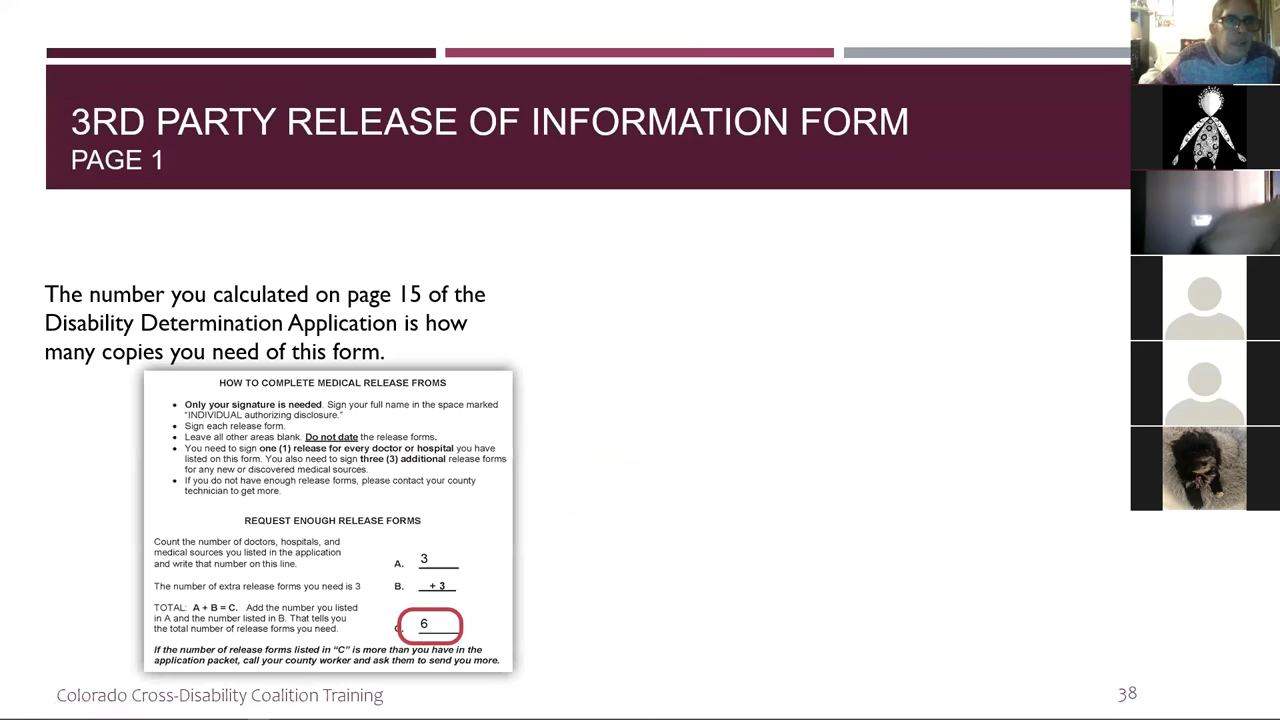 3RD PARTY RELEASE OF INFORMATION FORM
PAGE 1
The number you calculated on page 15 of the
Disability Determination Application is how
many copies you need of this form.
HOW TO COMPLETE MEDICAL RELEASE FROMS
• Only your signature is needed. Sign your full name in the space marked
“INDIVIDUAL authorizing disclosure.”
• Sign each release form.
• Leave all other areas blank. Do not date the release forms.
• You need to sign one (1) release for every doctor or hospital you have
listed on this form. You also need to sign three (3) additional release forms
for any new or discovered medical sources.
• If you do not have enough release forms, please contact your county
technician to get more.
REQUEST ENOUGH RELEASE FORMS
Count the number of doctors, hospitals, and
medical sources you listed in the application
and write that number on this line. A. 3
The number of extra release forms you need is 3 B. + 3
TOTAL: A + B = C. Add the number you listed
in A and the number listed in B. That tells you
the total number of release forms you need. C. 6
If the number of release forms listed in “C” is more than you have in the
application packet, call your county worker and ask them to send you more.
Colorado Cross-Disability Coalition Training
38